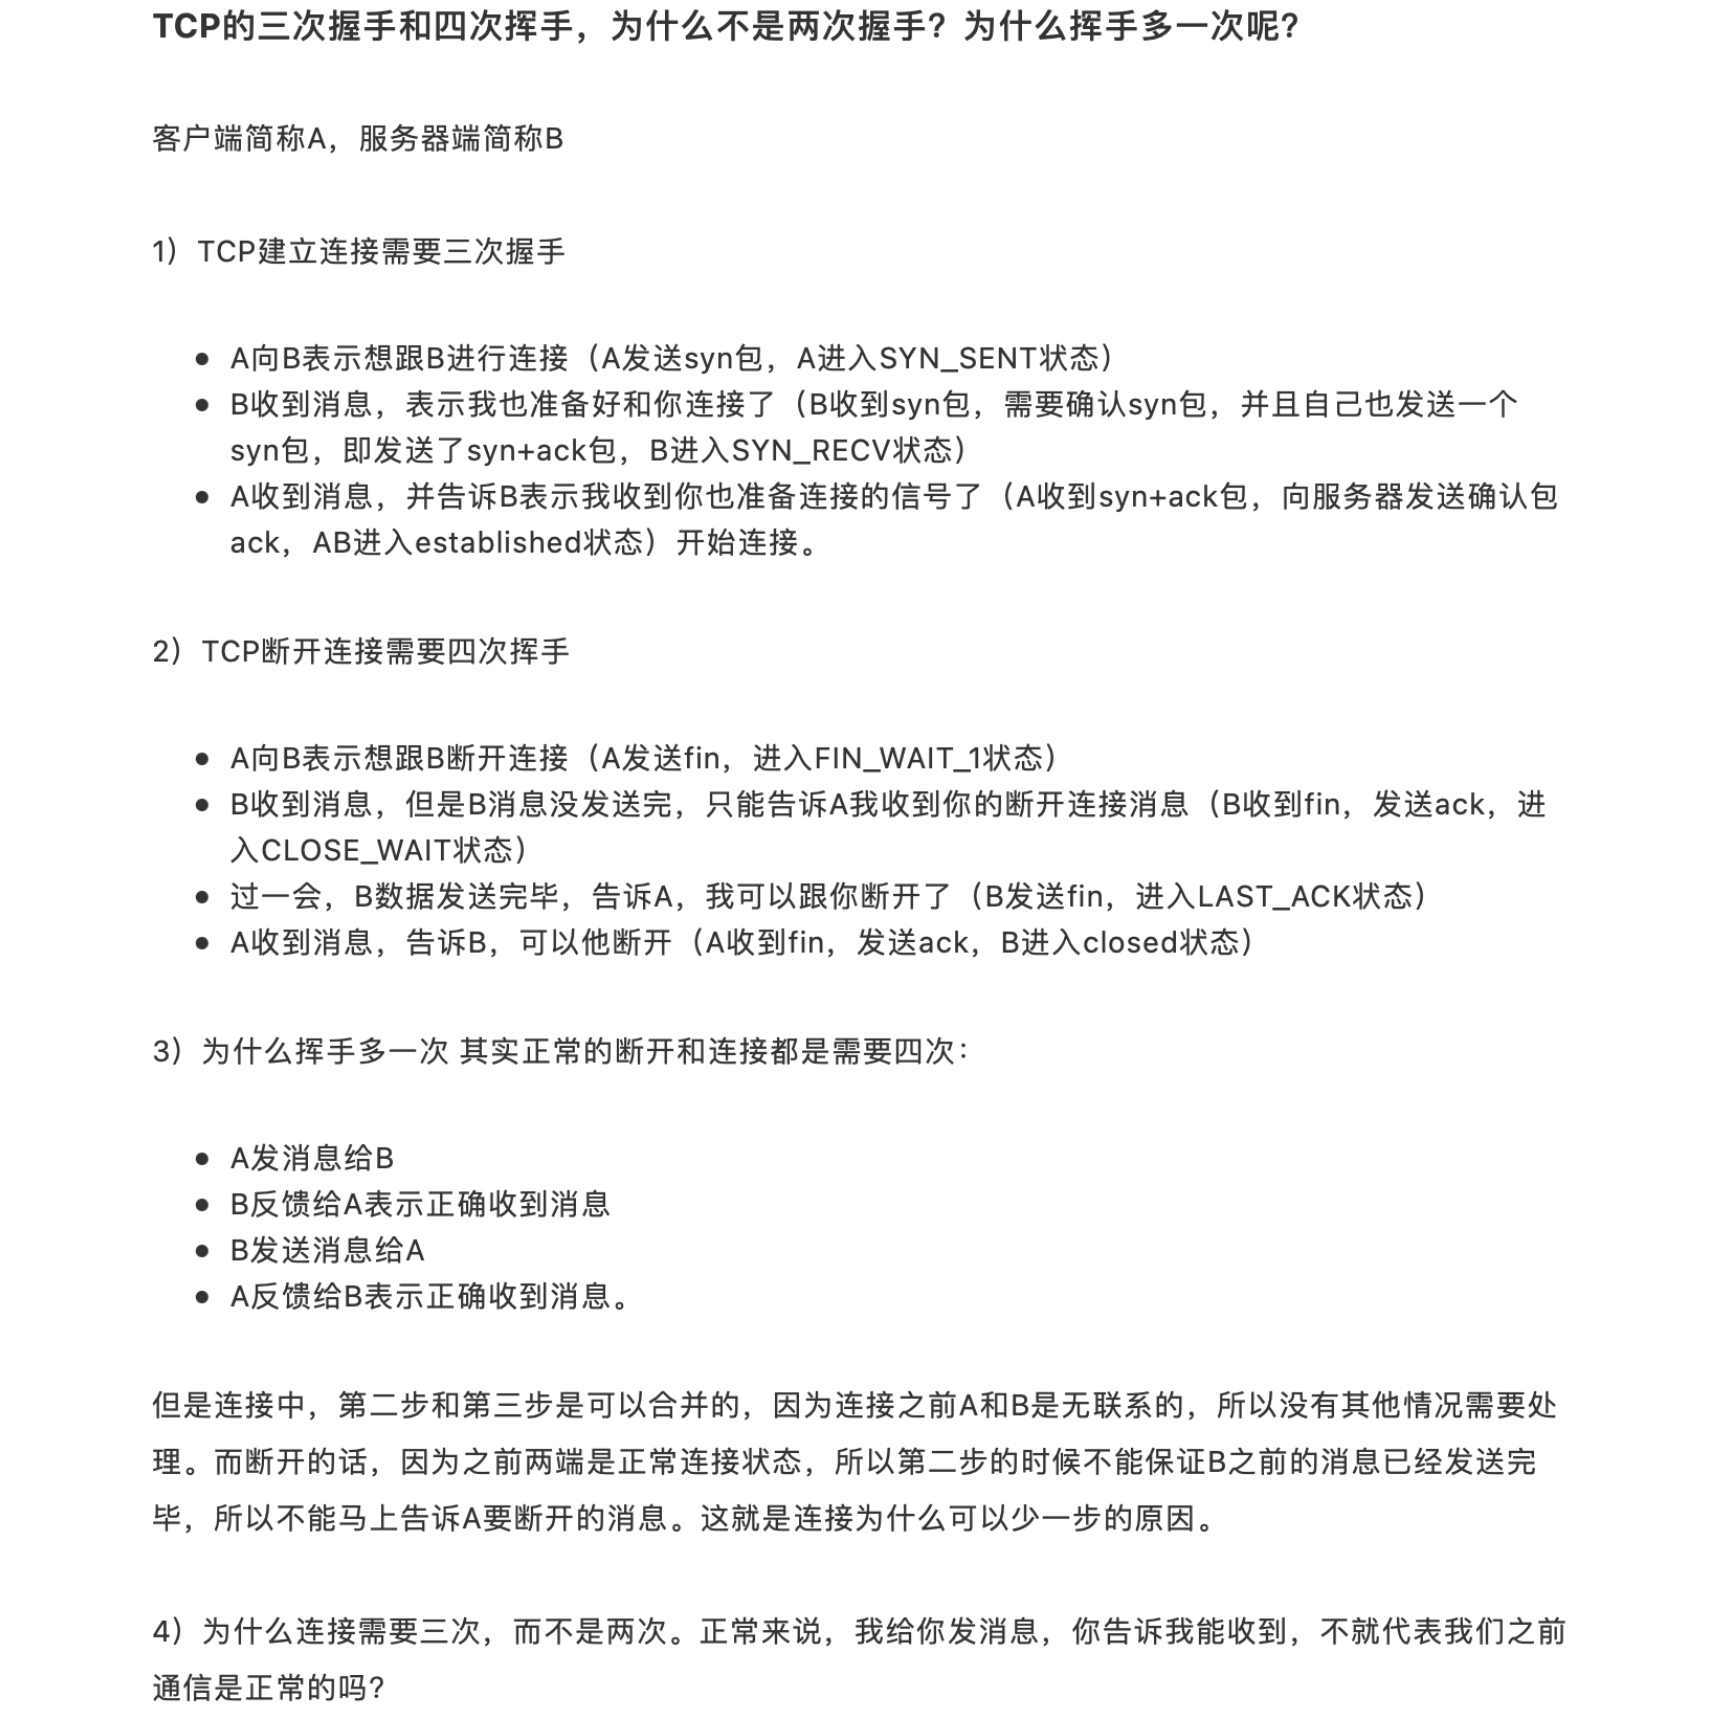 TCP的三次握手和四次挥手，为什么不是两次握手？为什么挥手多一次呢？
客户端简称A，服务器端简称B
1）TCP建立连接需要三次握手
● A向B表示想跟B进行连接（A发送syn包，A进入SYN_SENT状态）
● B收到消息，表示我也准备好和你连接了（B收到syn包，需要确认syn包，并且自己也发送一个
syn包，即发送了syn+ack包，B进入SYN_RECV状态）
● A收到消息，并告诉B表示我收到你也准备连接的信号了（A收到syn+ack包，向服务器发送确认包
ack，AB进入established状态）开始连接。
2）TCP断开连接需要四次挥手
● A向B表示想跟B断开连接（A发送fin，进入FIN_WAIT_1状态）
● B收到消息，但是B消息没发送完，只能告诉A我收到你的断开连接消息（B收到fin，发送ack，进
入CLOSE_WAIT状态）
● 过一会，B数据发送完毕，告诉A，我可以跟你断开了（B发送fin，进入LAST_ACK状态）
● A收到消息，告诉B，可以他断开（A收到fin，发送ack，B进入closed状态）
3）为什么挥手多一次 其实正常的断开和连接都是需要四次：
● A发消息给B
● B反馈给A表示正确收到消息
● B发送消息给A
● A反馈给B表示正确收到消息。
但是连接中，第二步和第三步是可以合并的，因为连接之前A和B是无联系的，所以没有其他情况需要处
理。而断开的话，因为之前两端是正常连接状态，所以第二步的时候不能保证B之前的消息已经发送完
毕，所以不能马上告诉A要断开的消息。这就是连接为什么可以少一步的原因。
4）为什么连接需要三次，而不是两次。正常来说，我给你发消息，你告诉我能收到，不就代表我们之前
通信是正常的吗？